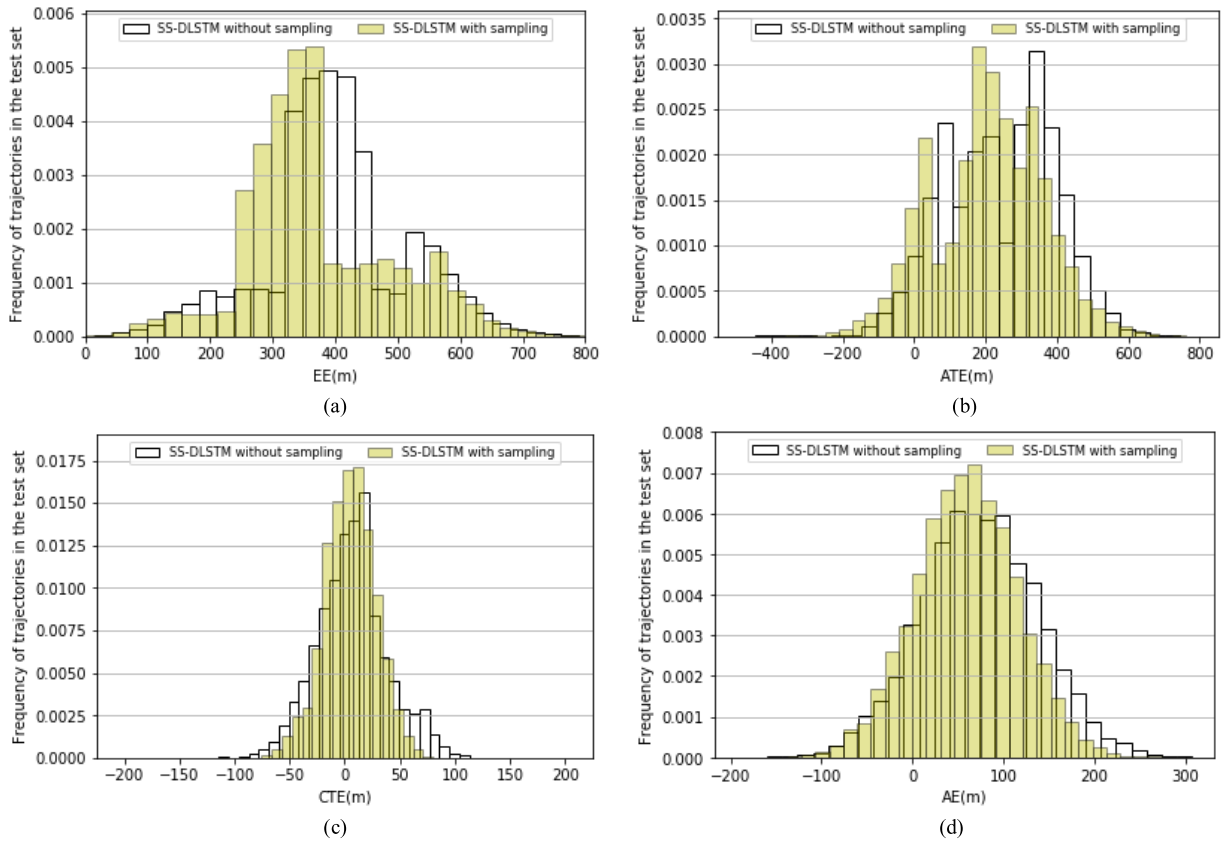 SS-DLSTM without sampling SS-DLSTM with sampling
Frequency of trajectories in the test set
0.006
0.005
0.004
0.003
0.002
0.001
0.000
0 100 200 300 400 500 600 700 800
EE(m)
(a)
SS-DLSTM without sampling SS-DLSTM with sampling
Frequency of trajectories in the test set
0.0035
0.0030
0.0025
0.0020
0.0015
0.0010
0.0005
0.0000
−400 −200 0 200 400 600 800
ATE(m)
(b)
SS-DLSTM without sampling SS-DLSTM with sampling
Frequency of trajectories in the test set
0.0175
0.0150
0.0125
0.0100
0.0075
0.0050
0.0025
0.0000
−200 −150 −100 −50 0 50 100 150 200
CTE(m)
(c)
SS-DLSTM without sampling SS-DLSTM with sampling
Frequency of trajectories in the test set
0.008
0.007
0.006
0.005
0.004
0.003
0.002
0.001
0.000
−200 −100 0 100 200 300
AE(m)
(d)